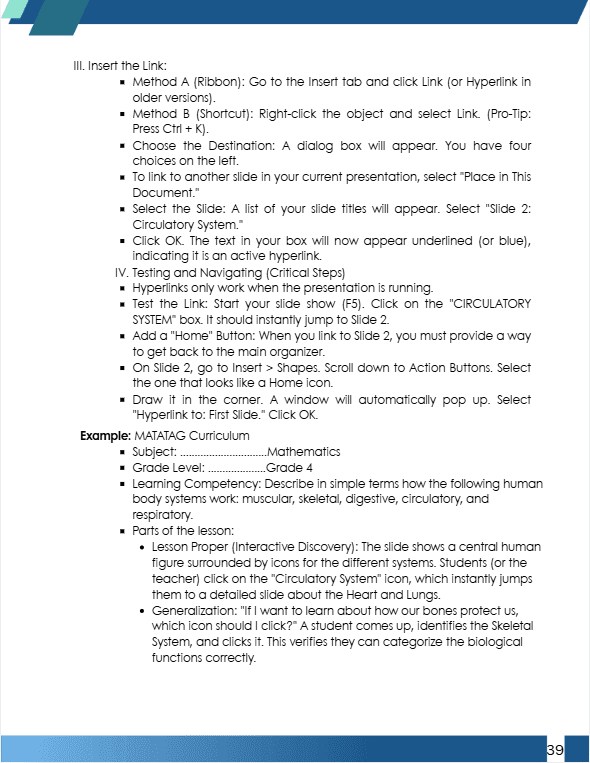 III. Insert the Link:
▪ Method A (Ribbon): Go to the Insert tab and click Link (or Hyperlink in
older versions).
▪ Method B (Shortcut): Right-click the object and select Link. (Pro-Tip:
Press Ctrl + K).
▪ Choose the Destination: A dialog box will appear. You have four
choices on the left.
▪ To link to another slide in your current presentation, select "Place in This
Document."
▪ Select the Slide: A list of your slide titles will appear. Select "Slide 2:
Circulatory System."
▪ Click OK. The text in your box will now appear underlined (or blue),
indicating it is an active hyperlink.
IV. Testing and Navigating (Critical Steps)
▪ Hyperlinks only work when the presentation is running.
▪ Test the Link: Start your slide show (F5). Click on the "CIRCULATORY
SYSTEM" box. It should instantly jump to Slide 2.
▪ Add a "Home" Button: When you link to Slide 2, you must provide a way
to get back to the main organizer.
▪ On Slide 2, go to Insert > Shapes. Scroll down to Action Buttons. Select
the one that looks like a Home icon.
▪ Draw it in the corner. A window will automatically pop up. Select
"Hyperlink to: First Slide." Click OK.
Example: MATATAG Curriculum
▪ Subject: ..............................Mathematics
▪ Grade Level: ....................Grade 4
▪ Learning Competency: Describe in simple terms how the following human
body systems work: muscular, skeletal, digestive, circulatory, and
respiratory.
▪ Parts of the lesson:
• Lesson Proper (Interactive Discovery): The slide shows a central human
figure surrounded by icons for the different systems. Students (or the
teacher) click on the "Circulatory System" icon, which instantly jumps
them to a detailed slide about the Heart and Lungs.
• Generalization: "If I want to learn about how our bones protect us,
which icon should I click?" A student comes up, identifies the Skeletal
System, and clicks it. This verifies they can categorize the biological
functions correctly.
39